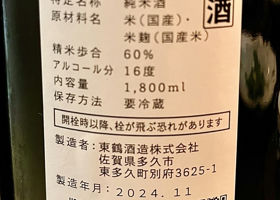 特定名称 純米酒
原材料名 米（国産）・
米麹（国産米）
酒
精米歩合 60%
アルコール分 16度
内容量 1,800ml
保存方法 要冷蔵
開栓時以降、栓が飛ぶ恐れがあります
製造者：東鶴酒造株式会社
佐賀県多久市
東多久町別府3625-1
製造年月：2024.11